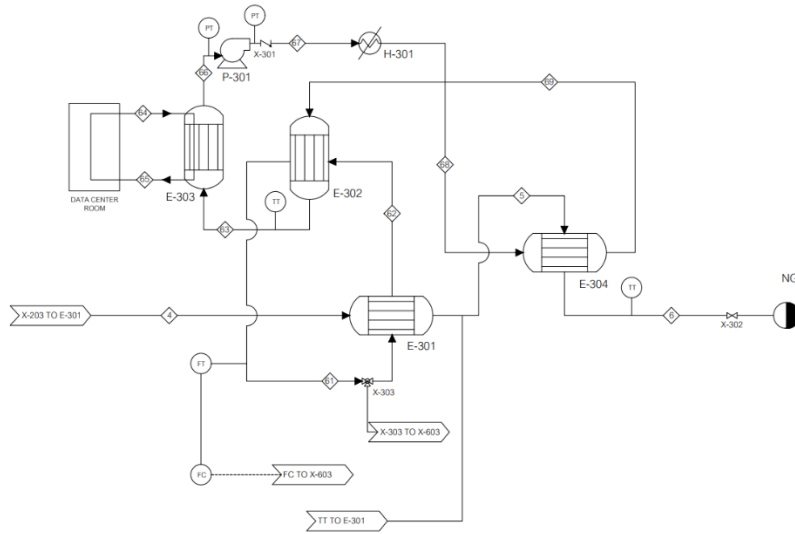 PT
PT
67
X-301
H-301
P-301
66
69
64
68
65
E-303
E-302
DATA CENTER
ROOM
TT
63
62
5
E-304
NG
TT
X-203 TO E-301
4
6
X-302
E-301
FT
61
X-303
X-303 TO X-603
FC
FC TO X-603
TT TO E-301